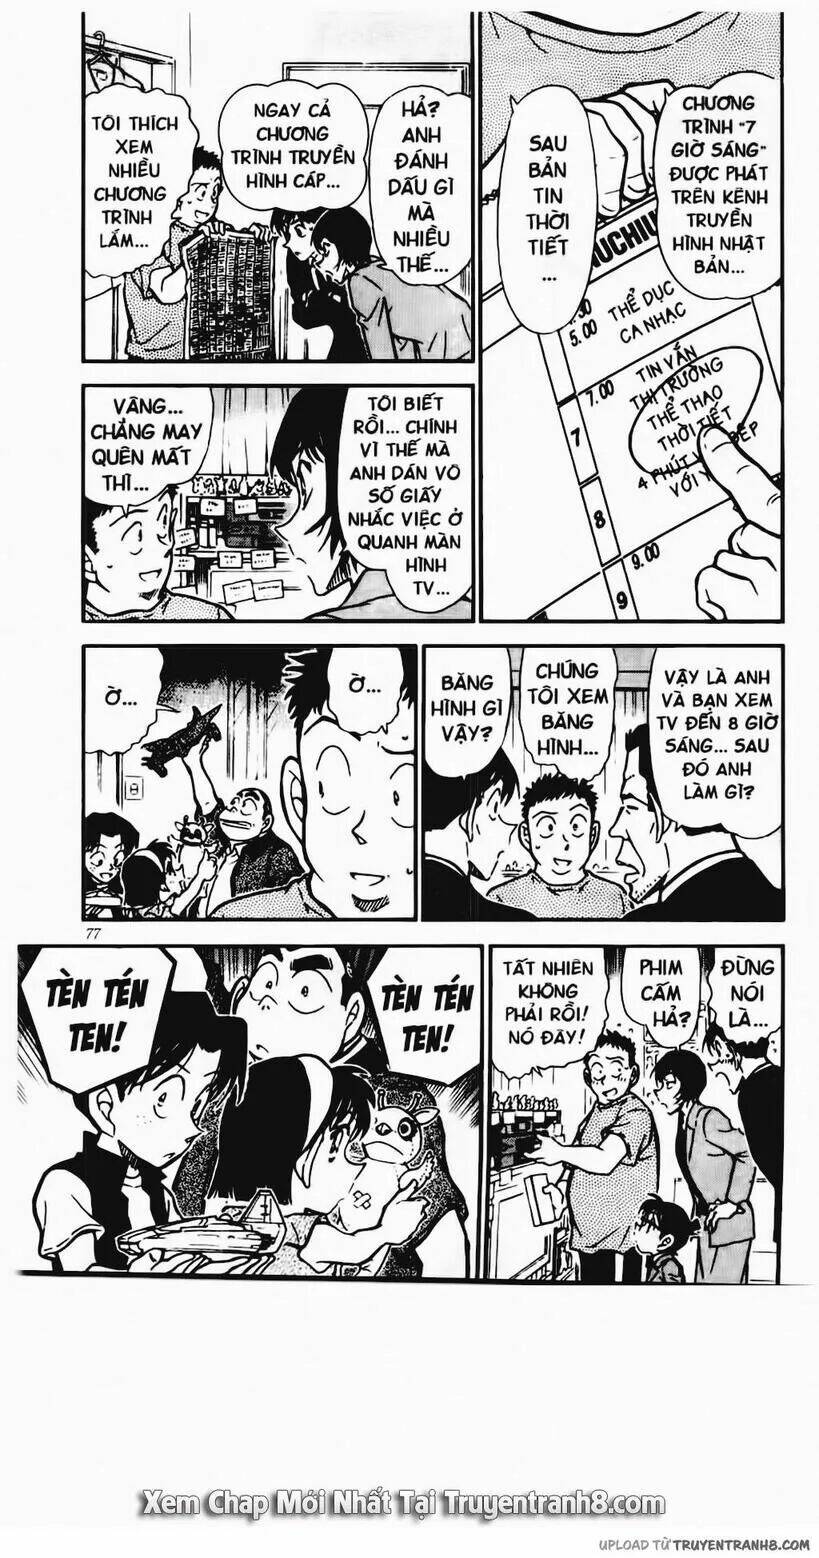 CHƯƠNG
TRÌNH "7
GIỜ SÁNG"
ĐƯỢC PHÁT
TRÊN KÊNH
TRUYỀN
HÌNH NHẬT
BẢN...
SAU
BẢN
TIN
THỜI
TIẾT
...
5.00
THỂ DỤC
CA NHẠC
7.00
TIN VẮN
THỊ TRƯỜNG
THỂ THAO
THỜI TIẾT
4 PHÚT
VỚI
7
8
9.00
9
HẢ?
ANH
ĐÁNH
DẤU GÌ
MÀ
NHIỀU
THẾ...
NGAY CẢ
CHƯƠNG
TRÌNH TRUYỀN
HÌNH CÁP...
TÔI THÍCH
XEM
NHIỀU
CHƯƠNG
TRÌNH
LẮM...
TÔI BIẾT
RỒI... CHÍNH
VÌ THẾ MÀ
ANH DÁN VÔ
SỐ GIẤY
NHẮC VIỆC Ở
QUANH MÀN
HÌNH
TV...
VÂNG...
CHẲNG MAY
QUÊN MẤT
THÌ...
VẬY LÀ ANH
VÀ BẠN XEM
TV ĐẾN 8 GIỜ
SÁNG... SAU
ĐÓ ANH
LÀM GÌ?
CHÚNG
TÔI XEM
BĂNG
HÌNH...
BĂNG
HÌNH GÌ
VẬY?
Ờ...
Ờ...
77
ĐỪNG
NÓI
LÀ...
PHIM
CẤM
HẢ?
TẤT NHIÊN
KHÔNG
PHẢI RỒI!
NÓ ĐÂY!
TÈN TÉN
TEN!
TÈN TÉN
TEN!
Xem Chap Mới Nhất Tại Truyentranh8.com
UPLOAD TỪ TRUYENTRANH8.COM